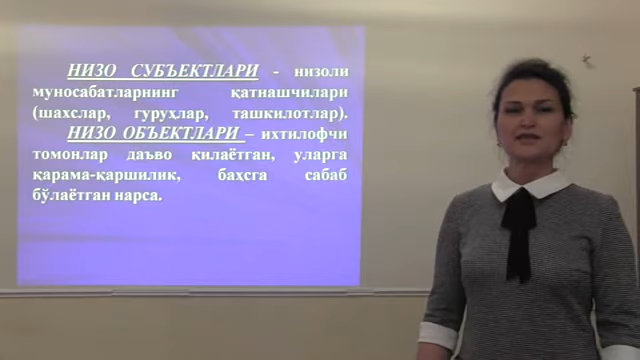 НИЗО СУБЪЕКТЛАРИ - низоли
муносабатларнинг қатнашчилари
(шахслар, гуруҳлар, ташкилотлар).
НИЗО ОБЪЕКТЛАРИ – ихтилофчи
томонлар даъво қилаётган, уларга
қарама-қаршилик, баҳсга сабаб
бўлаётган нарса.